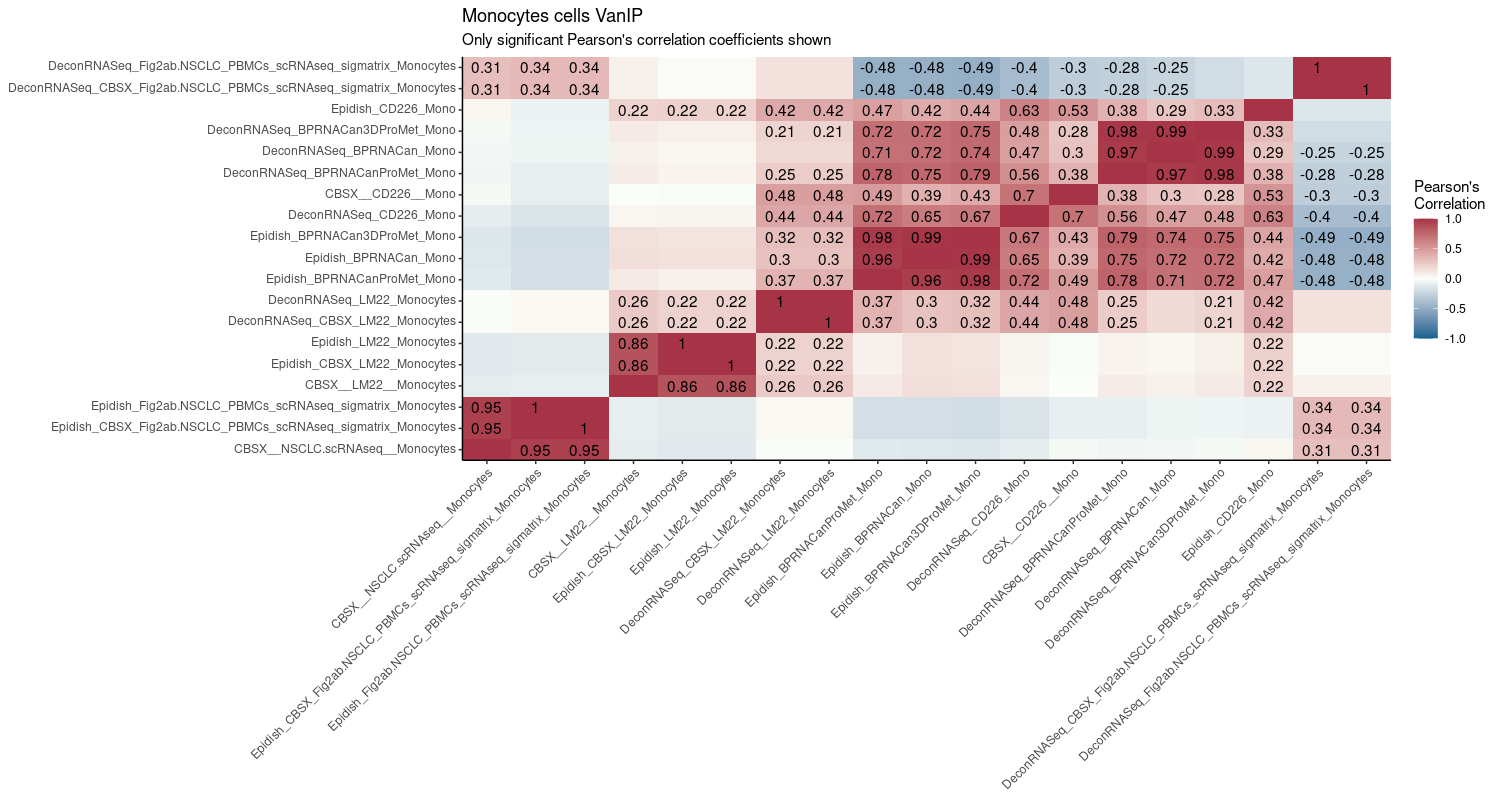 Monocytes cells VanIP
Only significant Pearson's correlation coefficients shown
DeconRNASeq_Fig2ab.NSCLC_PBMCs_scRNAseq_sigmatrix_Monocytes 0.31 0.34 0.34 -0.48 -0.48 -0.49 -0.4 -0.3 -0.28 -0.25 1
DeconRNASeq_CBSX_Fig2ab.NSCLC_PBMCs_scRNAseq_sigmatrix_Monocytes 0.31 0.34 0.34 -0.48 -0.48 -0.49 -0.4 -0.3 -0.28 -0.25 1
Epidish_CD226_Mono 0.22 0.22 0.22 0.42 0.42 0.47 0.42 0.44 0.63 0.53 0.38 0.29 0.33
DeconRNASeq_BPRNACan3DProMet_Mono 0.21 0.21 0.72 0.72 0.75 0.48 0.28 0.98 0.99 0.33
DeconRNASeq_BPRNACan_Mono 0.71 0.72 0.74 0.47 0.3 0.97 0.99 0.29 -0.25 -0.25
DeconRNASeq_BPRNACanProMet_Mono 0.25 0.25 0.78 0.75 0.79 0.56 0.38 0.97 0.98 0.38 -0.28 -0.28
CBSX__CD226__Mono 0.48 0.48 0.49 0.39 0.43 0.7 0.38 0.3 0.28 0.53 -0.3 -0.3
DeconRNASeq_CD226_Mono 0.44 0.44 0.72 0.65 0.67 0.7 0.56 0.47 0.48 0.63 -0.4 -0.4
Epidish_BPRNACan3DProMet_Mono 0.32 0.32 0.98 0.99 0.67 0.43 0.79 0.74 0.75 0.44 -0.49 -0.49
Epidish_BPRNACan_Mono 0.3 0.3 0.96 0.99 0.65 0.39 0.75 0.72 0.72 0.42 -0.48 -0.48
Epidish_BPRNACanProMet_Mono 0.37 0.37 0.96 0.98 0.72 0.49 0.78 0.71 0.72 0.47 -0.48 -0.48
DeconRNASeq_LM22_Monocytes 0.26 0.22 0.22 1 0.37 0.3 0.32 0.44 0.48 0.25 0.21 0.42
DeconRNASeq_CBSX_LM22_Monocytes 0.26 0.22 0.22 1 0.37 0.3 0.32 0.44 0.48 0.25 0.21 0.42
Epidish_LM22_Monocytes 0.86 1 0.22 0.22 0.22
Epidish_CBSX_LM22_Monocytes 0.86 1 0.22 0.22 0.22
CBSX__LM22__Monocytes 0.86 0.86 0.26 0.26 0.22
Epidish_Fig2ab.NSCLC_PBMCs_scRNAseq_sigmatrix_Monocytes 0.95 1 0.34 0.34
Epidish_CBSX_Fig2ab.NSCLC_PBMCs_scRNAseq_sigmatrix_Monocytes 0.95 1 0.34 0.34
CBSX__NSCLC.scRNAseq__Monocytes 0.95 0.95 0.31 0.31
CBSX__NSCLC.scRNAseq__Monocytes
Epidish_CBSX_Fig2ab.NSCLC_PBMCs_scRNAseq_sigmatrix_Monocytes
Epidish_Fig2ab.NSCLC_PBMCs_scRNAseq_sigmatrix_Monocytes
CBSX__LM22__Monocytes
Epidish_CBSX_LM22_Monocytes
Epidish_LM22_Monocytes
DeconRNASeq_CBSX_LM22_Monocytes
DeconRNASeq_LM22_Monocytes
Epidish_BPRNACanProMet_Mono
Epidish_BPRNACan_Mono
Epidish_BPRNACan3DProMet_Mono
DeconRNASeq_CD226_Mono
CBSX__CD226__Mono
DeconRNASeq_BPRNACanProMet_Mono
DeconRNASeq_BPRNACan_Mono
DeconRNASeq_BPRNACan3DProMet_Mono
Epidish_CD226_Mono
DeconRNASeq_CBSX_Fig2ab.NSCLC_PBMCs_scRNAseq_sigmatrix_Monocytes
DeconRNASeq_Fig2ab.NSCLC_PBMCs_scRNAseq_sigmatrix_Monocytes
Pearson's
Correlation
1.0
0.5
0.0
-0.5
-1.0